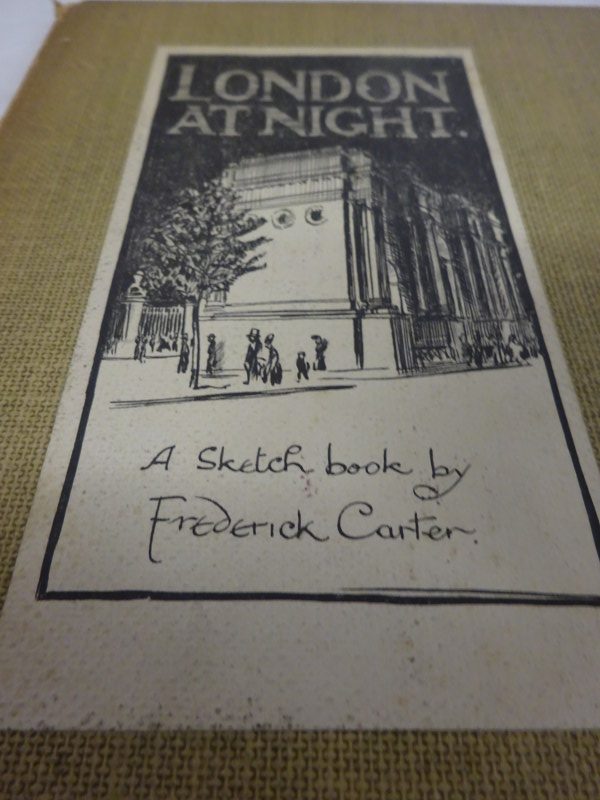 LONDON
AT NIGHT.
A Sketch book by
Frederick Carter.